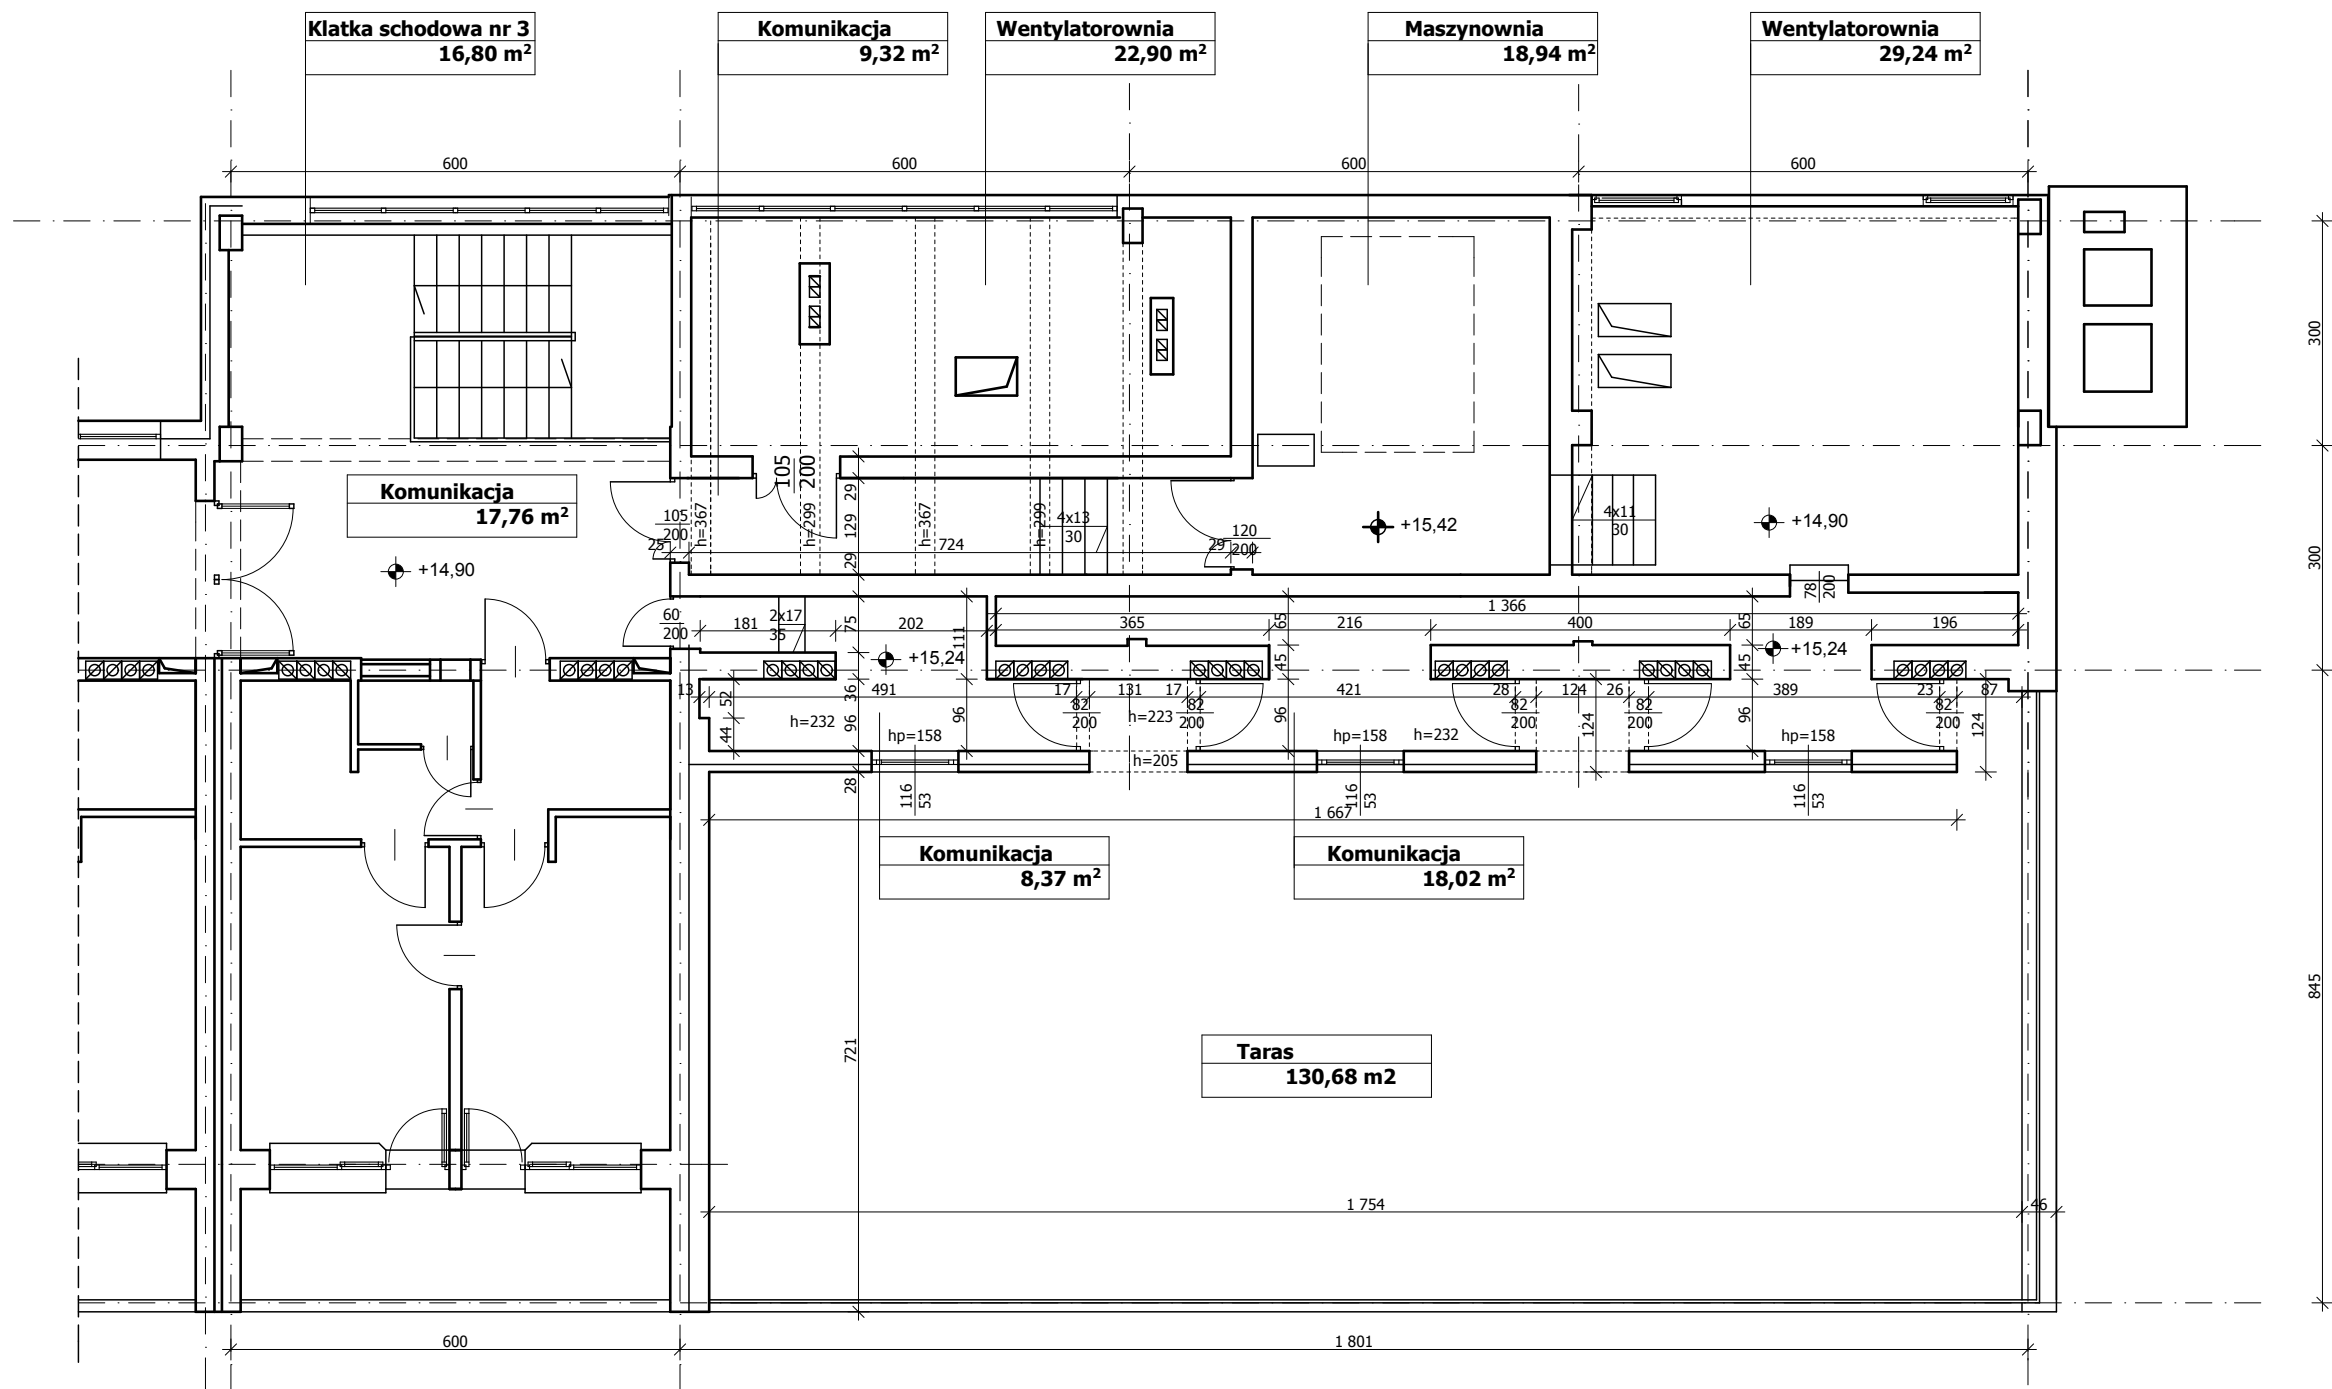 Klatka schodowa nr 3
16,80 m²
Komunikacja
9,32 m²
Wentylatorownia
22,90 m²
Maszynownia
18,94 m²
Wentylatorownia
29,24 m²
600
600
600
600
300
300
845
Komunikacja
17,76 m²
+14,90
105
200
105
200
25
h=367
h=299
h=367
h=299
29
129
29
724
4x13
30
29
120
200
+15,42
4x11
30
+14,90
78
200
60
200
181
2x17
35
75
202
111
1 366
365
65
216
400
65
189
196
+15,24
45
45
+15,24
13
52
44
36
96
491
96
17
131
17
421
96
28
124
26
389
96
23
87
82
200
82
200
82
200
82
200
82
200
124
124
h=232
hp=158
h=223
hp=158
h=232
hp=158
h=205
28
116
53
116
53
116
53
1 667
Komunikacja
8,37 m²
Komunikacja
18,02 m²
721
Taras
130,68 m2
1 754
46
600
1 801